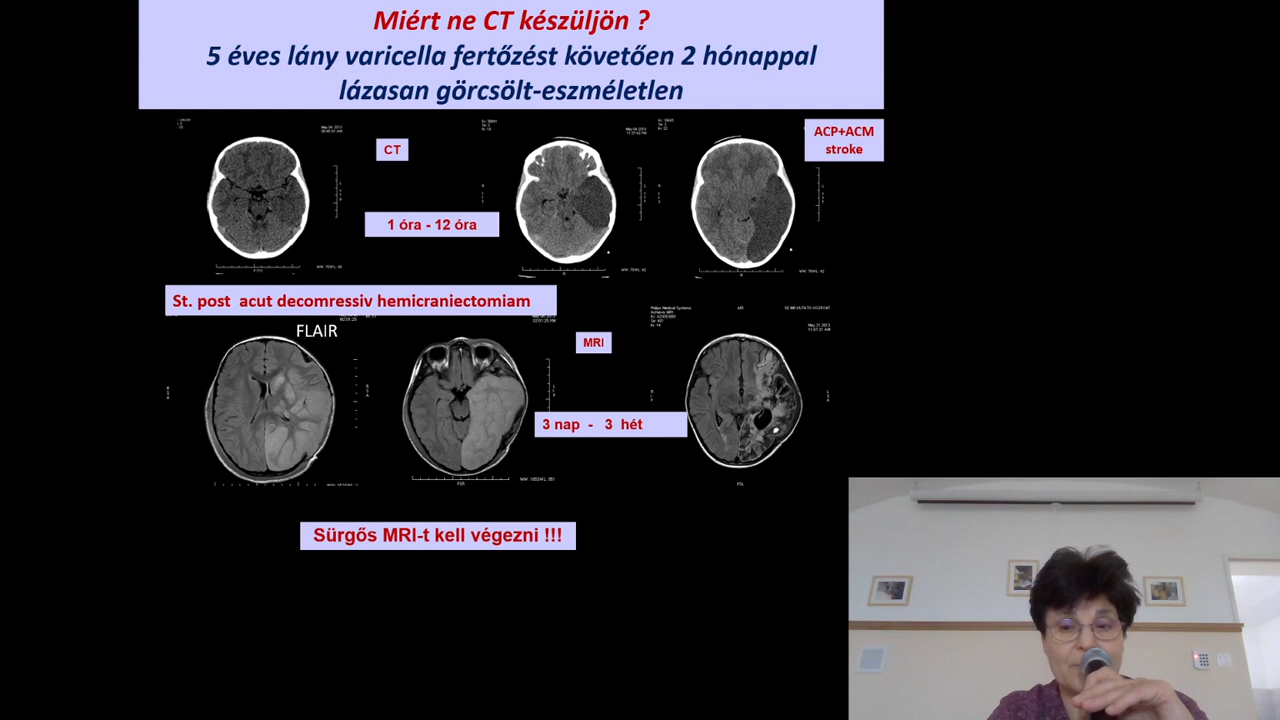 Miért ne CT készüljön ?
5 éves lány varicella fertőzést követően 2 hónappal
lázasan görcsölt-eszméletlen
CT
ACP+ACM
stroke
1 óra - 12 óra
St. post acut decomressiv hemicraniectomiam
FLAIR
MRI
3 nap - 3 hét
Sürgős MRI-t kell végezni !!!